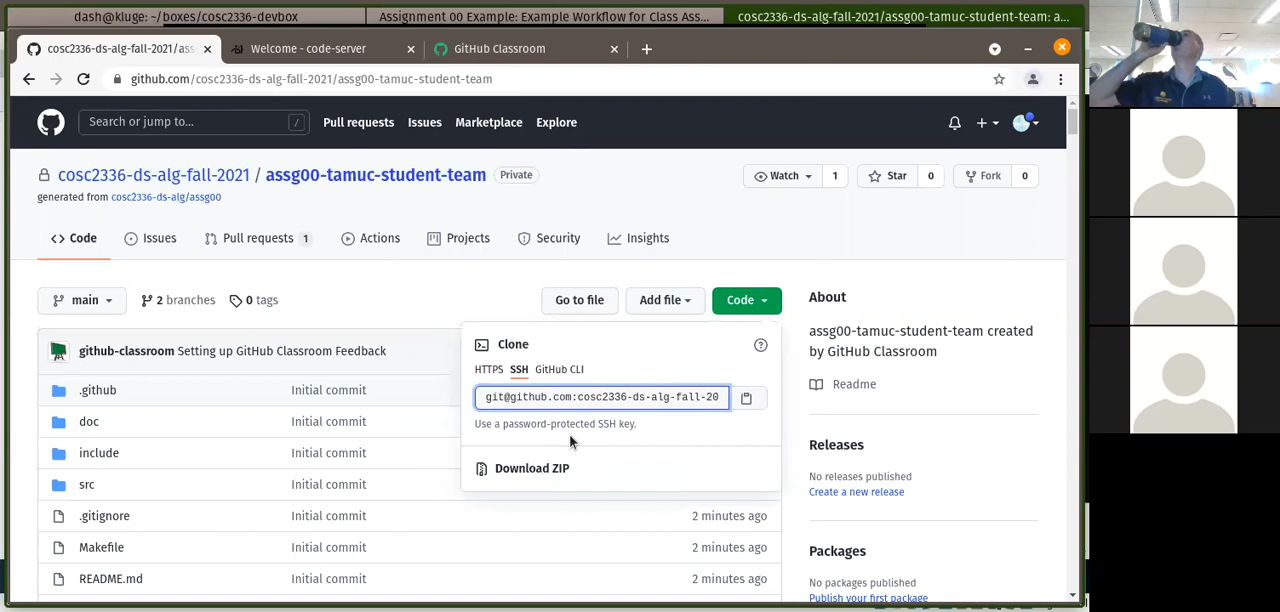 dash@kluge: ~/boxes/cosc2336-devbox
Assignment 00 Example: Example Workflow for Class Ass...
cosc2336-ds-alg-fall-2021/assg00-tamuc-student-team: a...
cosc2336-ds-alg-fall-2021/ass
Welcome - code-server
GitHub Classroom
github.com/cosc2336-ds-alg-fall-2021/assg00-tamuc-student-team
Search or jump to...
/
Pull requests
Issues
Marketplace
Explore
cosc2336-ds-alg-fall-2021 / assg00-tamuc-student-team
Private
Watch
1
Star
0
Fork
0
generated from cosc2336-ds-alg/assg00
Code
Issues
Pull requests 1
Actions
Projects
Security
Insights
main
2 branches
0 tags
Go to file
Add file
Code
About
assg00-tamuc-student-team created
by GitHub Classroom
Readme
github-classroom Setting up GitHub Classroom Feedback
Clone
HTTPS
SSH
GitHub CLI
git@github.com:cosc2336-ds-alg-fall-20
Use a password-protected SSH key.
Download ZIP
.github
Initial commit
doc
Initial commit
include
Initial commit
src
Initial commit
.gitignore
Initial commit
2 minutes ago
Makefile
Initial commit
2 minutes ago
README.md
Initial commit
2 minutes ago
Releases
No releases published
Create a new release
Packages
No packages published
Publish your first package